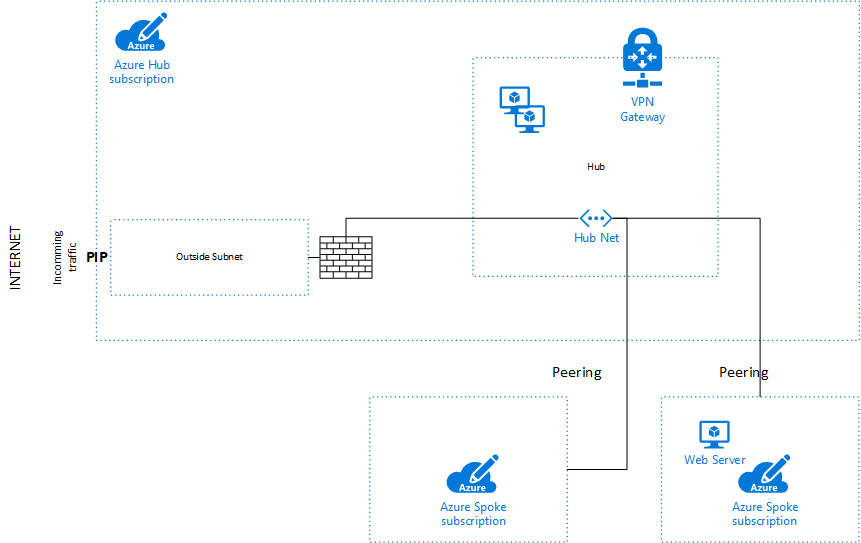 Azure
Azure Hub
subscription
VPN
Gateway
Hub
Hub Net
INTERNET
Incomming
traffic
PIP
Outside Subnet
Peering
Peering
Azure
Azure Spoke
subscription
Web Server
Azure
Azure Spoke
subscription